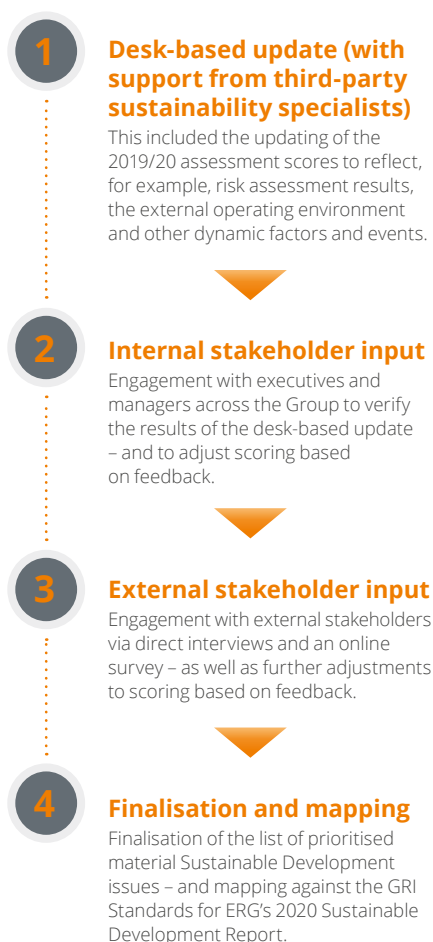 1
Desk-based update (with
support from third-party
sustainability specialists)
This included the updating of the
2019/20 assessment scores to reflect,
for example, risk assessment results,
the external operating environment
and other dynamic factors and events.
2
Internal stakeholder input
Engagement with executives and
managers across the Group to verify
the results of the desk-based update
– and to adjust scoring based
on feedback.
3
External stakeholder input
Engagement with external stakeholders
via direct interviews and an online
survey – as well as further adjustments
to scoring based on feedback.
4
Finalisation and mapping
Finalisation of the list of prioritised
material Sustainable Development
issues – and mapping against the GRI
Standards for ERG’s 2020 Sustainable
Development Report.